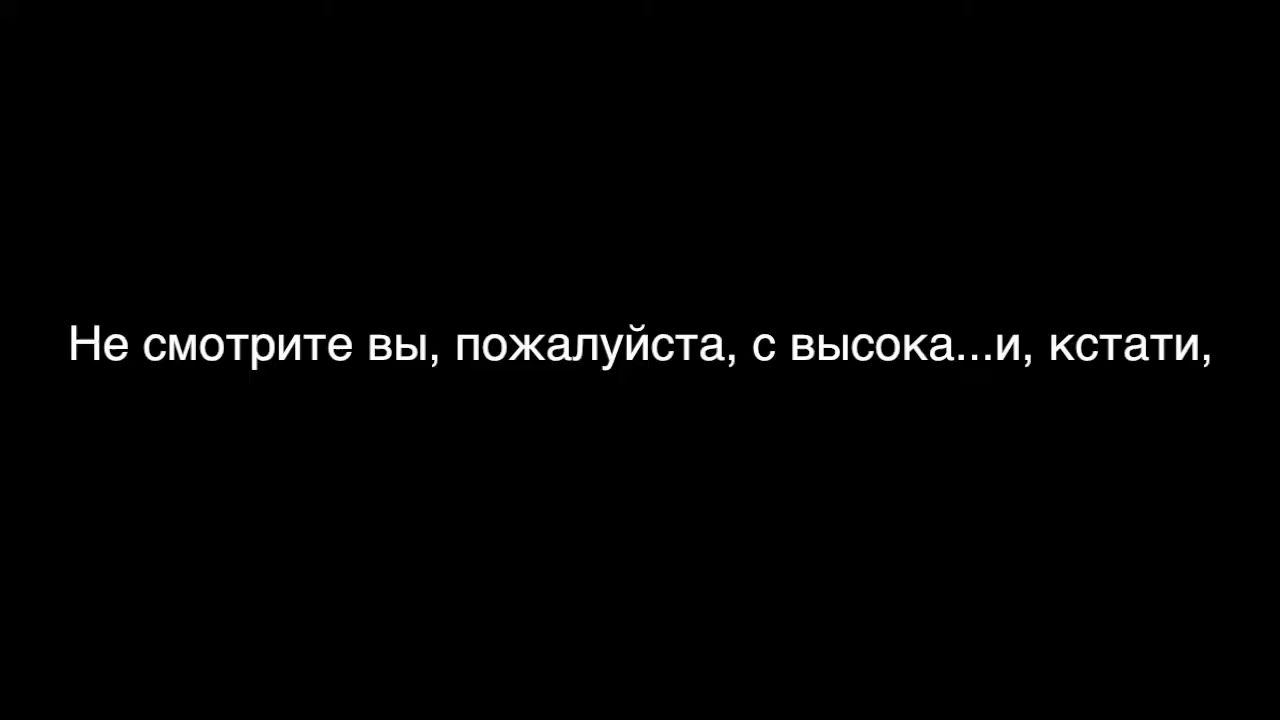 Не смотрите вы, пожалуйста, с высока...и, кстати,